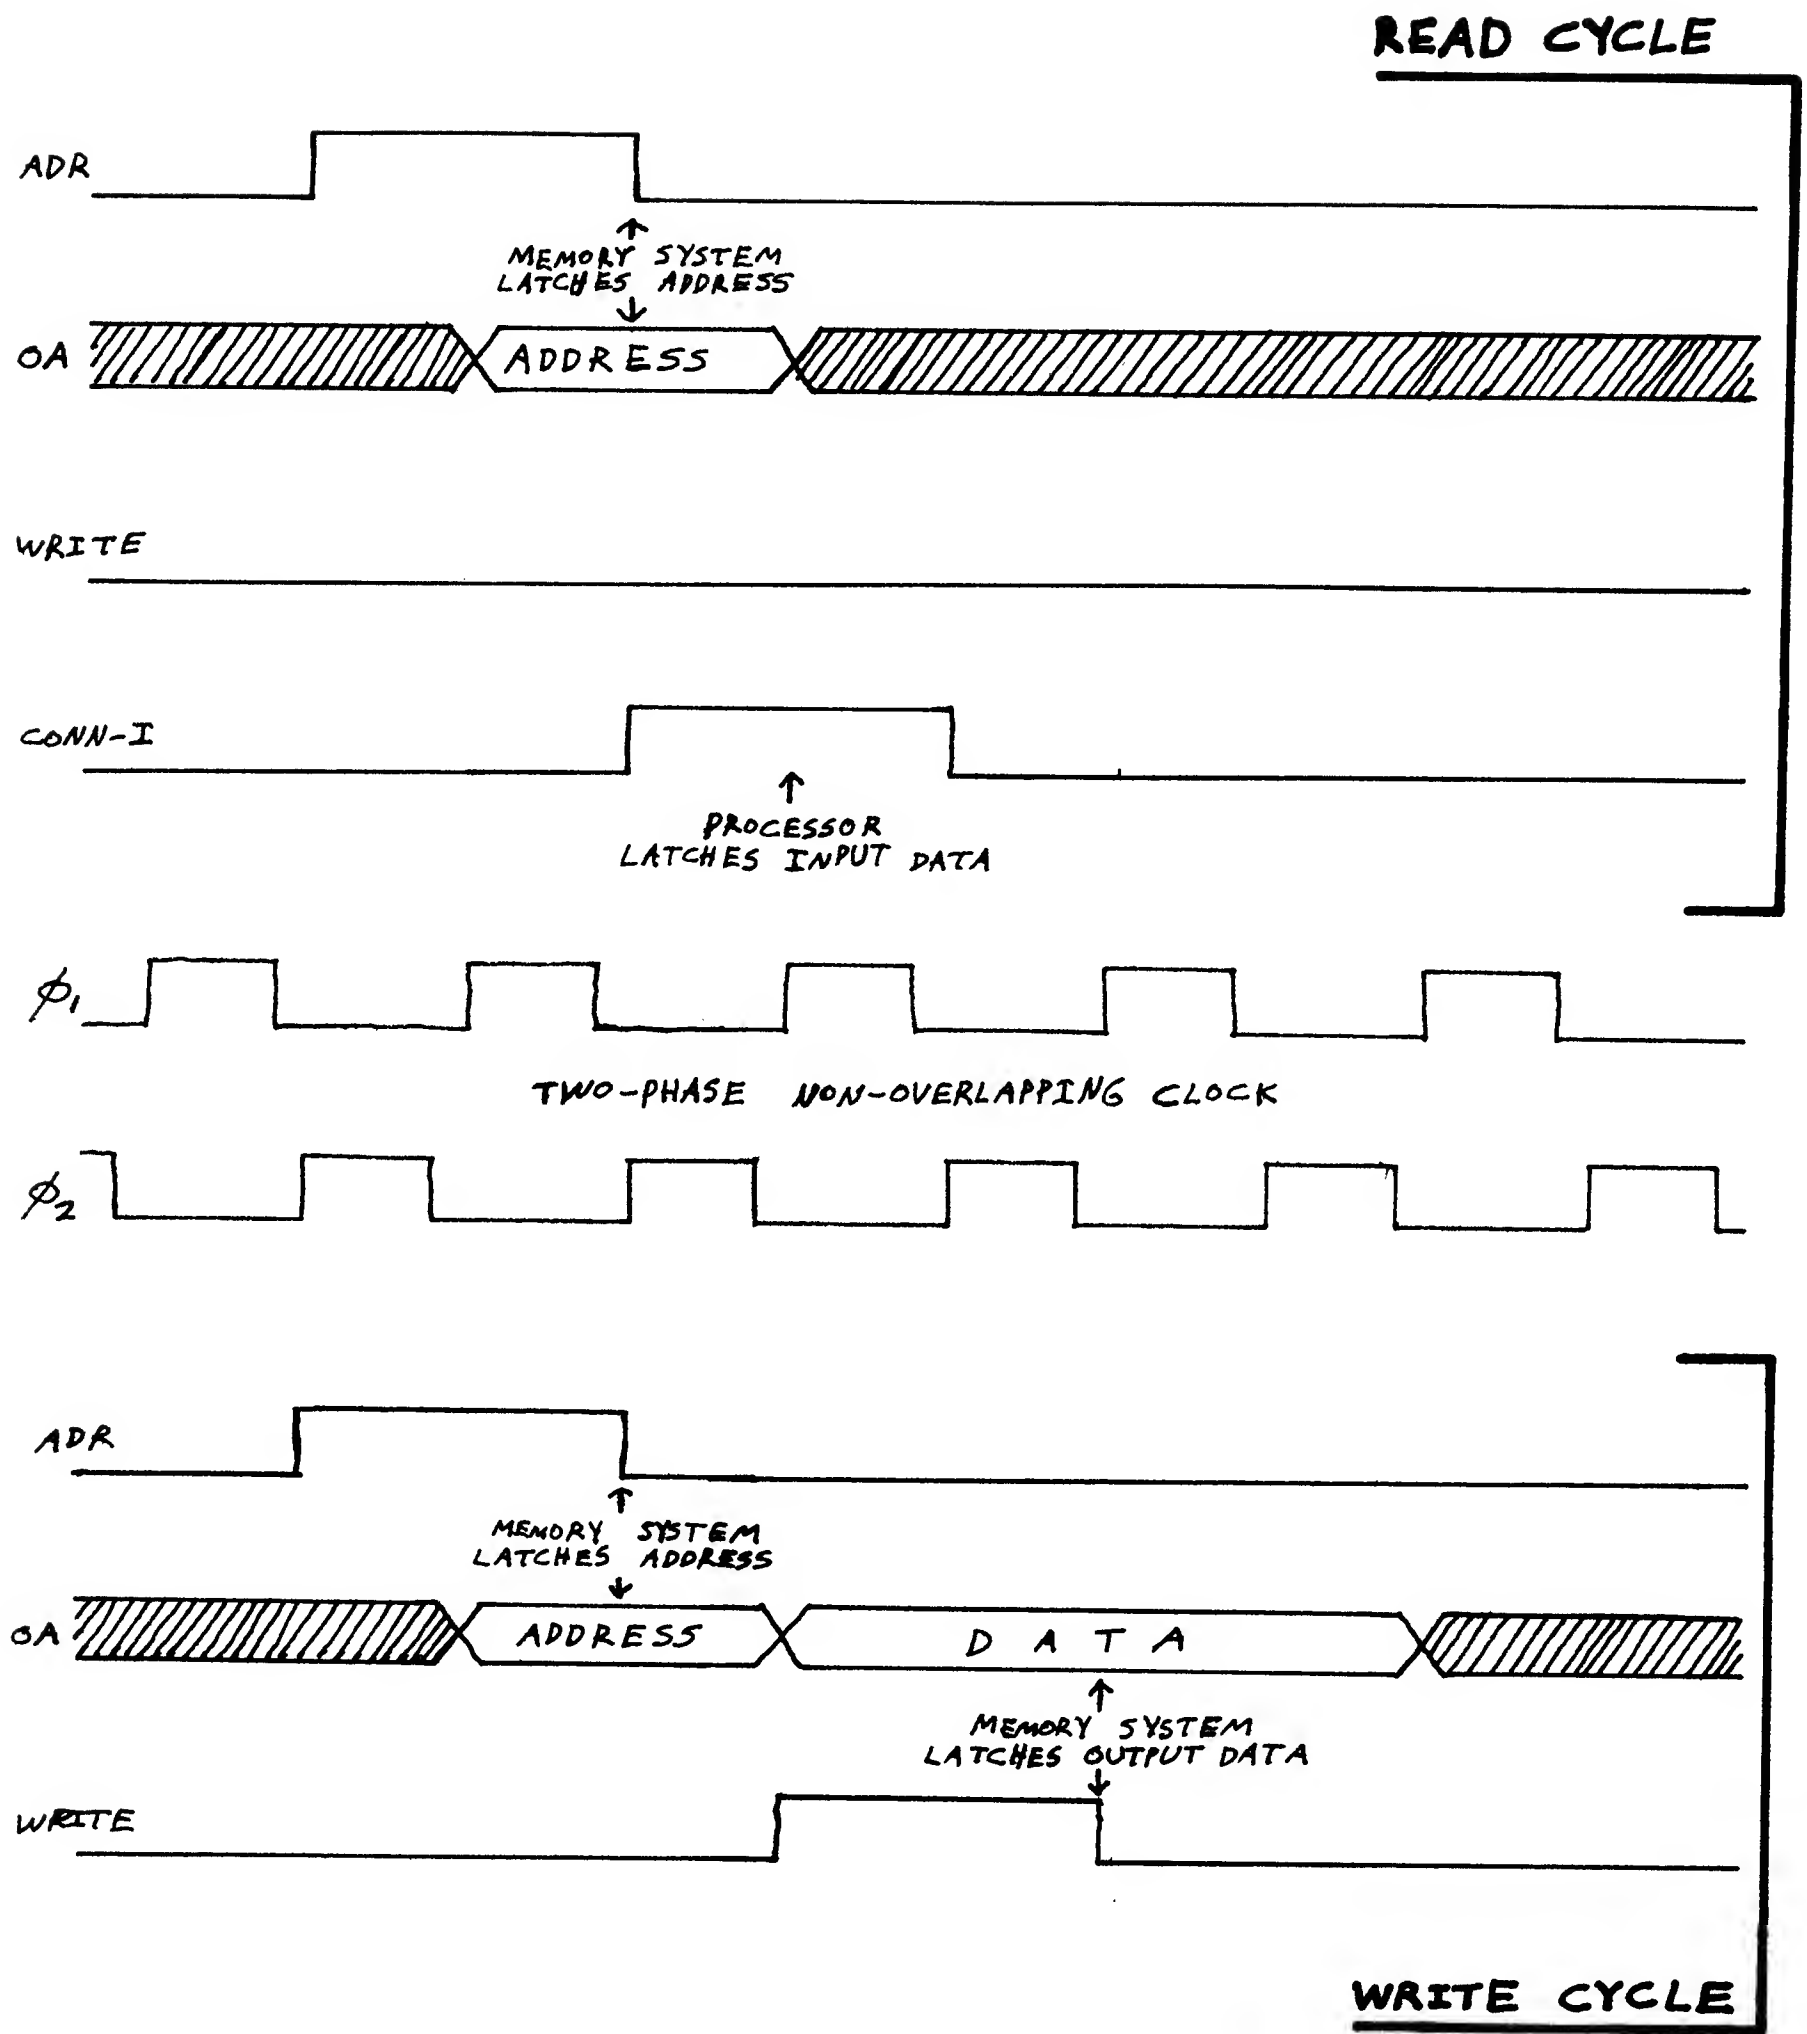 READ CYCLE
ADR
MEMORY SYSTEM
LATCHES ADDRESS
OA
ADDRESS
WRITE
CONN-I
PROCESSOR
LATCHES INPUT DATA
ϕ₁
TWO-PHASE NON-OVERLAPPING CLOCK
ϕ₂
ADR
MEMORY SYSTEM
LATCHES ADDRESS
OA
ADDRESS
DATA
MEMORY SYSTEM
LATCHES OUTPUT DATA
WRITE
WRITE CYCLE